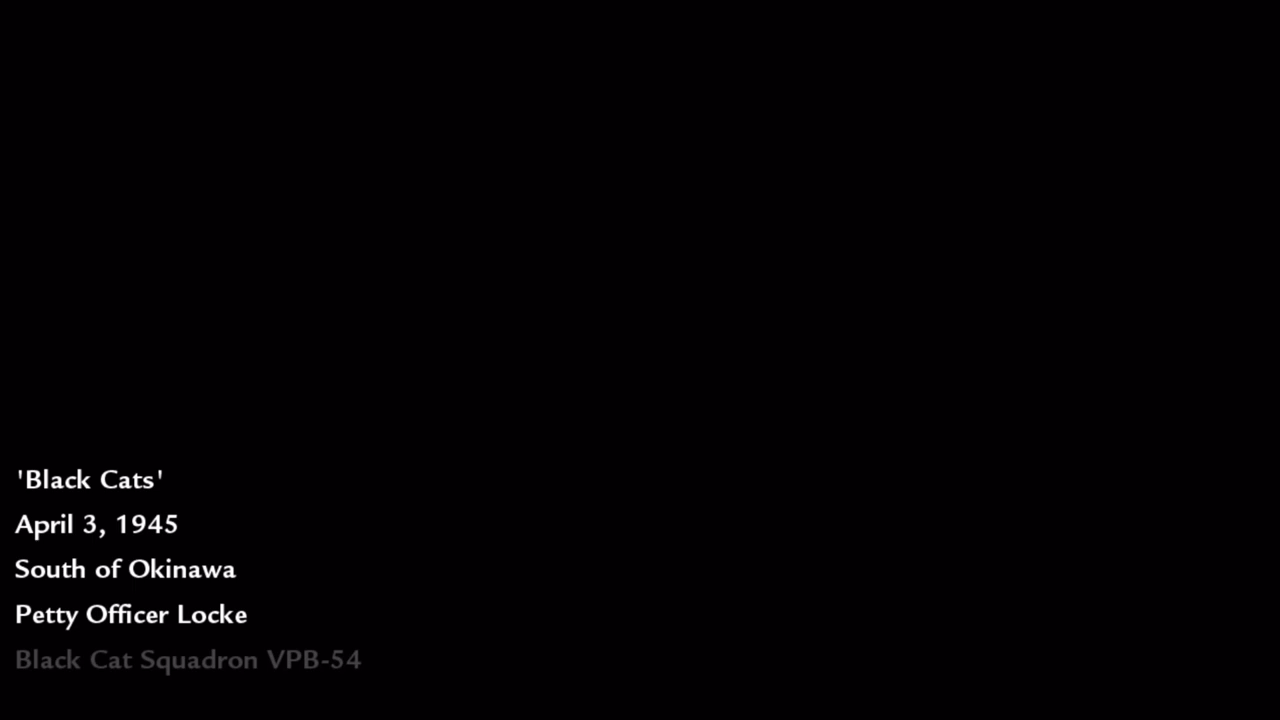 'Black Cats'
April 3, 1945
South of Okinawa
Petty Officer Locke
Black Cat Squadron VPB-54